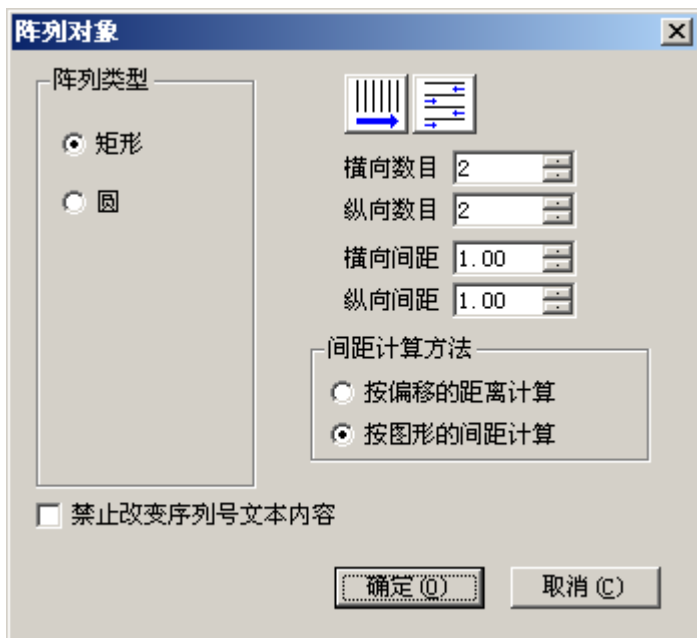 阵列对象
阵列类型
矩形
圆
横向数目 2
纵向数目 2
横向间距 1.00
纵向间距 1.00
间距计算方法
按偏移的距离计算
按图形的间距计算
禁止改变序列号文本内容
确定(O) 取消(C)